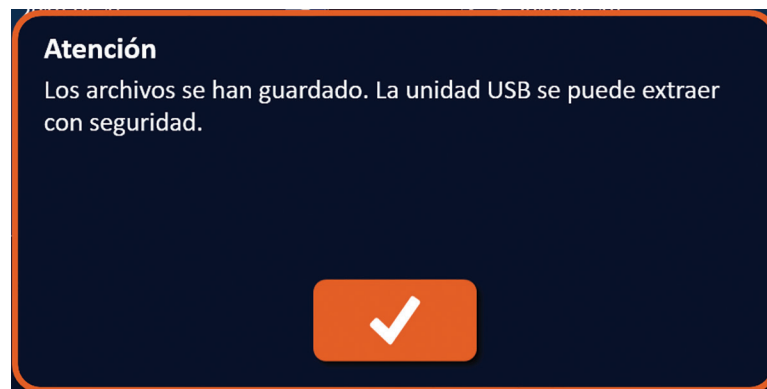 Atención
Los archivos se han guardado. La unidad USB se puede extraer
con seguridad.